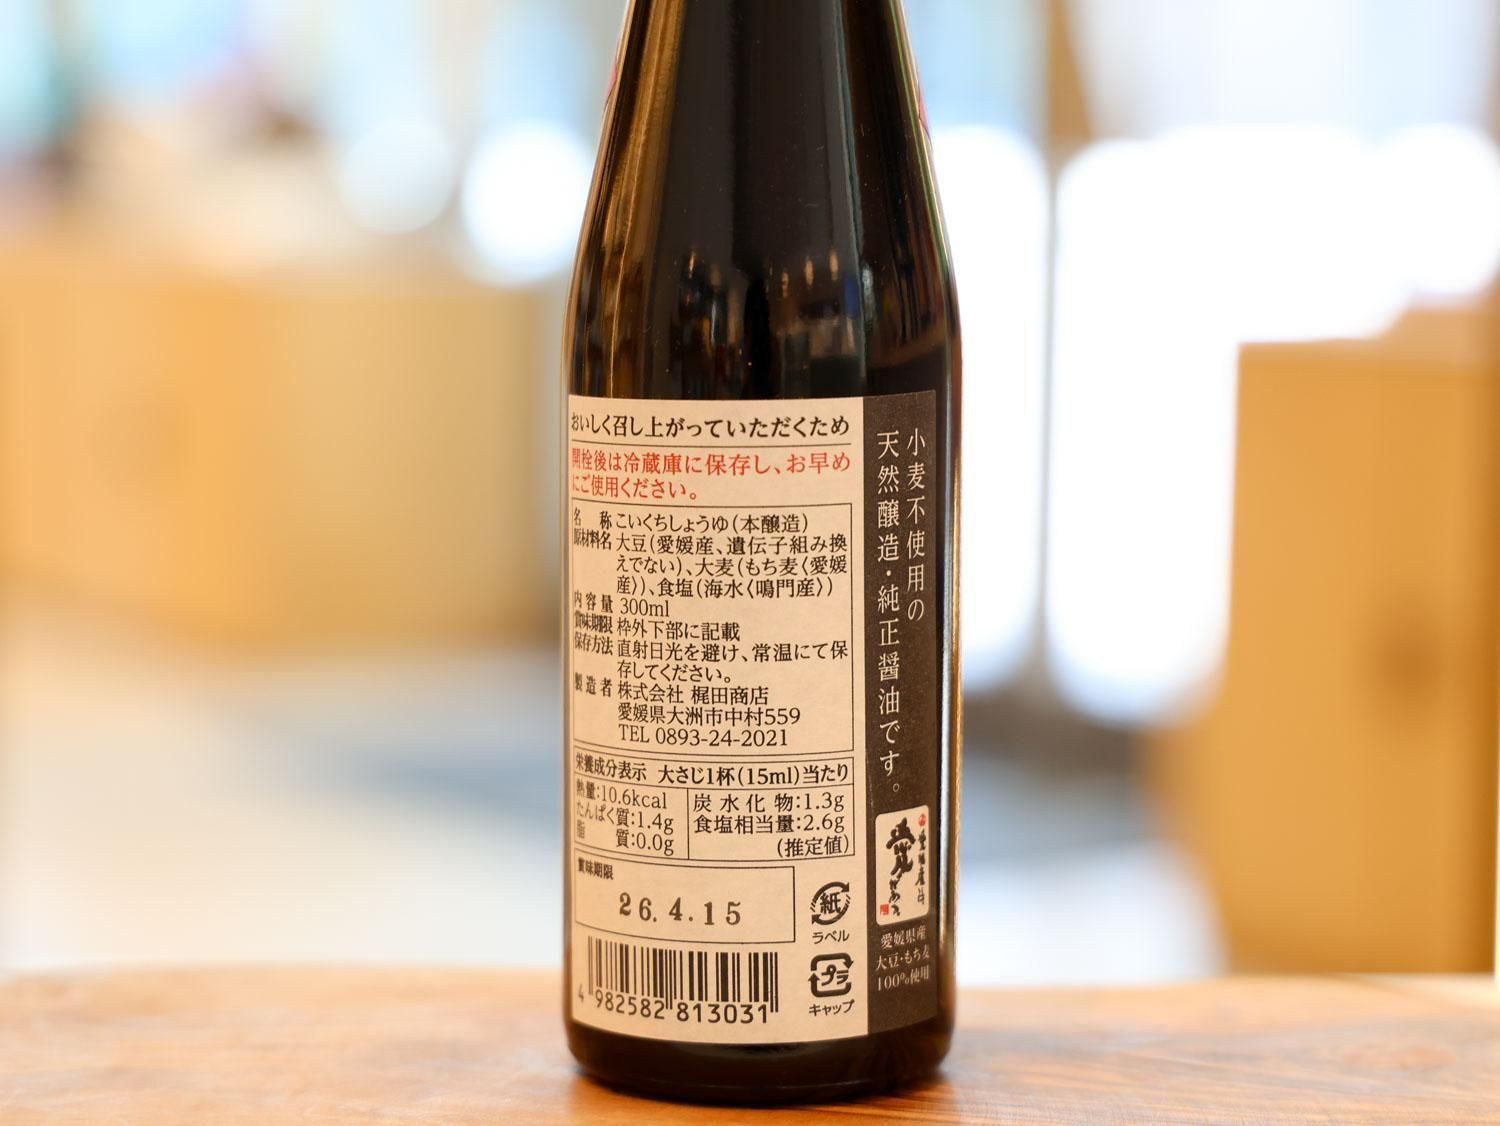 おいしく召し上がっていただくため
開栓後は冷蔵庫に保存し、お早め
にご使用ください。
名称 こいくちしょうゆ(本醸造)
原材料名 大豆(愛媛産、遺伝子組み換
えでない)、大麦(もち麦〈愛媛
産〉)、食塩(海水〈鳴門産〉)
内容量 300ml
賞味期限 枠外下部に記載
保存方法 直射日光を避け、常温にて保
存してください。
製造者 株式会社 梶田商店
愛媛県大洲市中村559
TEL 0893-24-2021
栄養成分表示 大さじ1杯(15ml)当たり
熱量:10.6kcal
たんぱく質:1.4g
脂質:0.0g
炭水化物:1.3g
食塩相当量:2.6g
(推定値)
賞味期限
26.4.15
4 982582 813031
紙
ラベル
プラ
キャップ
小麦不使用の
天然醸造・純正醤油です。
愛媛県産
大豆・もち麦
100%使用